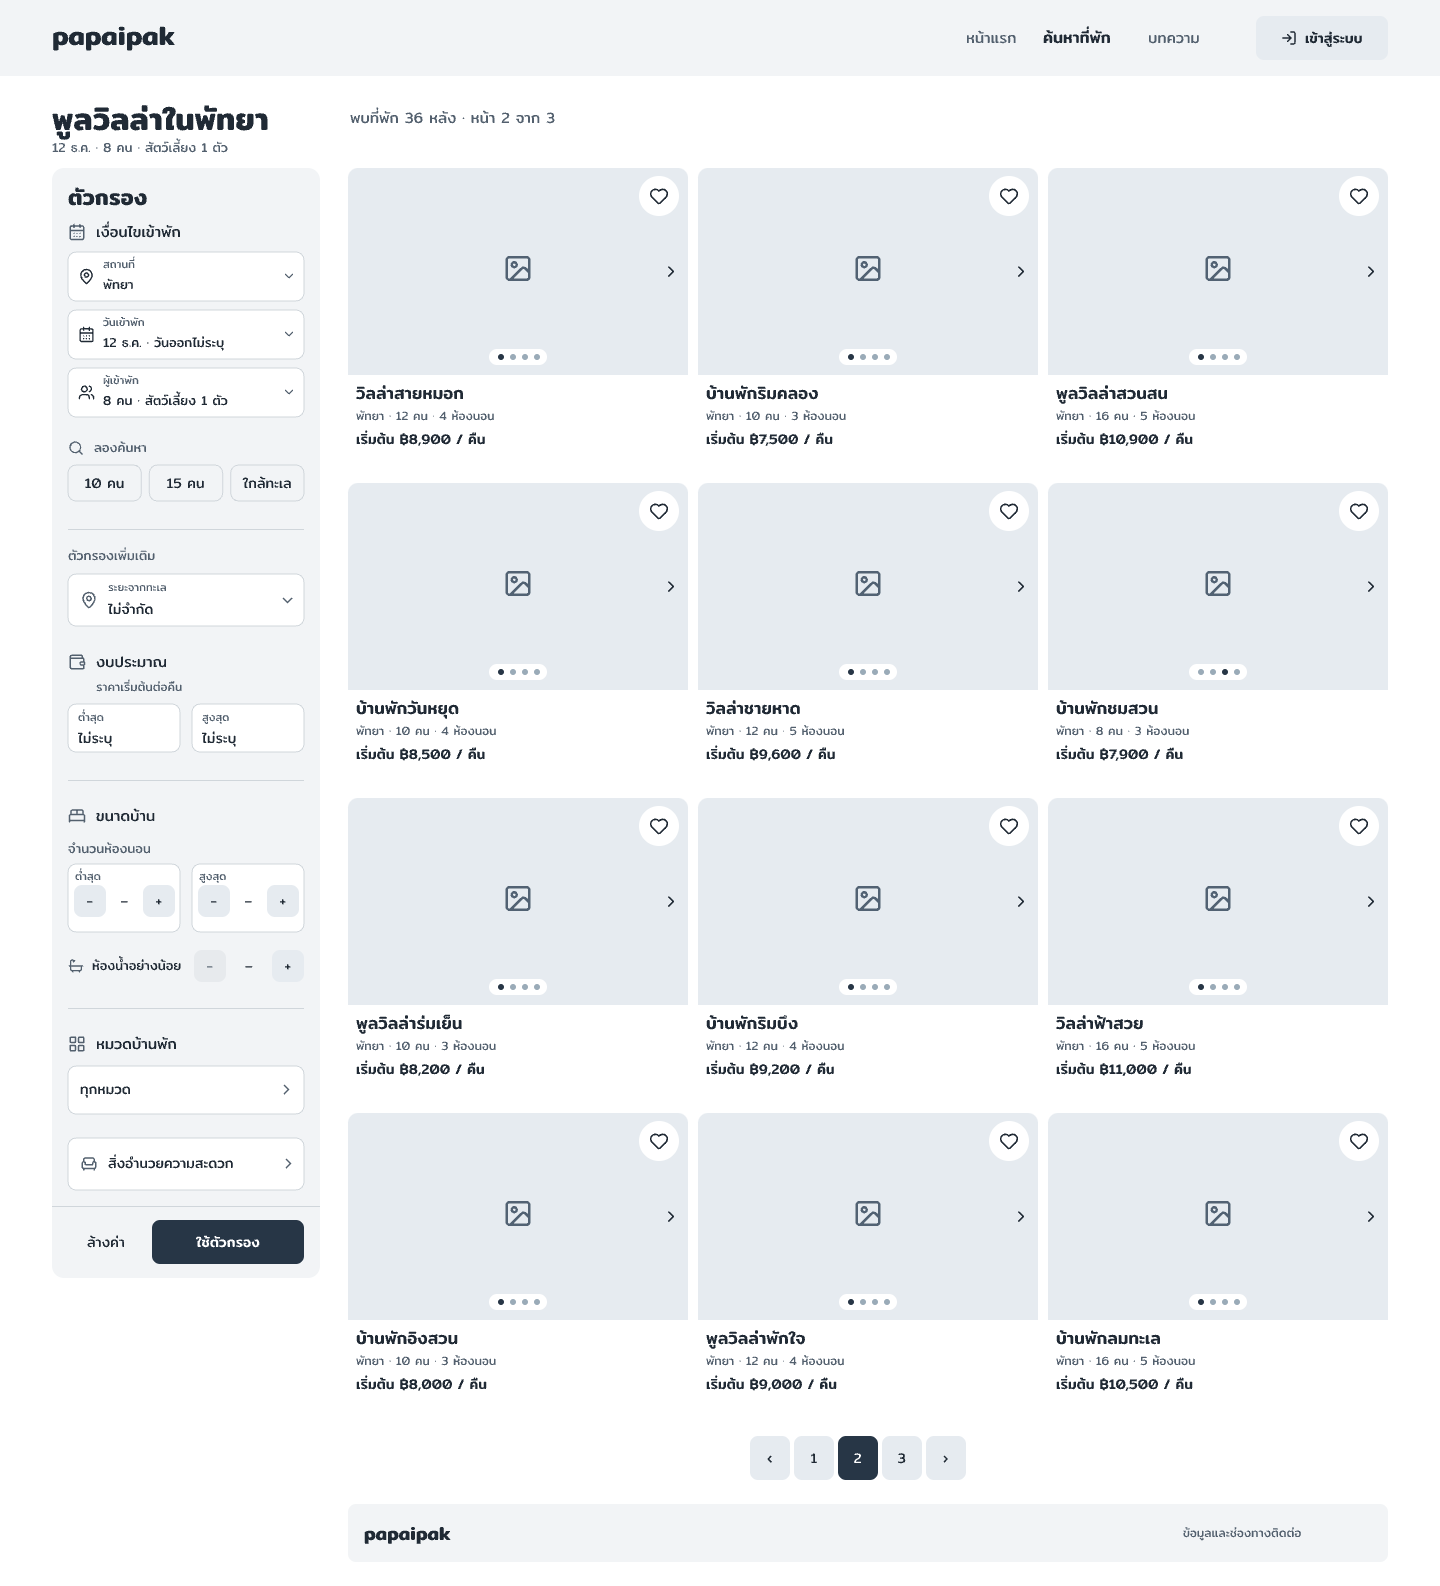 papaipak
หน้าแรก ค้นหาที่พัก บทความ เข้าสู่ระบบ
พูลวิลล่าในพัทยา
12 ธ.ค. · 8 คน · สัตว์เลี้ยง 1 ตัว
พบที่พัก 36 หลัง · หน้า 2 จาก 3
ตัวกรอง
เงื่อนไขเข้าพัก
สถานที่
พัทยา
วันเข้าพัก
12 ธ.ค. · วันออกไม่ระบุ
ผู้เข้าพัก
8 คน · สัตว์เลี้ยง 1 ตัว
ลองค้นหา
10 คน 15 คน ใกล้ทะเล
ตัวกรองเพิ่มเติม
ระยะจากทะเล
ไม่จำกัด
งบประมาณ
ราคาเริ่มต้นต่อคืน
ต่ำสุด สูงสุด
ไม่ระบุ ไม่ระบุ
ขนาดบ้าน
จำนวนห้องนอน
ต่ำสุด สูงสุด
- – + - – +
ห้องน้ำอย่างน้อย - – +
หมวดบ้านพัก
ทุกหมวด
สิ่งอำนวยความสะดวก
ล้างค่า ใช้ตัวกรอง
วิลล่าสายหมอก
พัทยา · 12 คน · 4 ห้องนอน
เริ่มต้น ฿8,900 / คืน
บ้านพักริมคลอง
พัทยา · 10 คน · 3 ห้องนอน
เริ่มต้น ฿7,500 / คืน
พูลวิลล่าสวนสน
พัทยา · 16 คน · 5 ห้องนอน
เริ่มต้น ฿10,900 / คืน
บ้านพักวันหยุด
พัทยา · 10 คน · 4 ห้องนอน
เริ่มต้น ฿8,500 / คืน
วิลล่าชายหาด
พัทยา · 12 คน · 5 ห้องนอน
เริ่มต้น ฿9,600 / คืน
บ้านพักชมสวน
พัทยา · 8 คน · 3 ห้องนอน
เริ่มต้น ฿7,900 / คืน
พูลวิลล่าร่มเย็น
พัทยา · 10 คน · 3 ห้องนอน
เริ่มต้น ฿8,200 / คืน
บ้านพักริมบึง
พัทยา · 12 คน · 4 ห้องนอน
เริ่มต้น ฿9,200 / คืน
วิลล่าฟ้าสวย
พัทยา · 16 คน · 5 ห้องนอน
เริ่มต้น ฿11,000 / คืน
บ้านพักอิงสวน
พัทยา · 10 คน · 3 ห้องนอน
เริ่มต้น ฿8,000 / คืน
พูลวิลล่าพักใจ
พัทยา · 12 คน · 4 ห้องนอน
เริ่มต้น ฿9,000 / คืน
บ้านพักลมทะเล
พัทยา · 16 คน · 5 ห้องนอน
เริ่มต้น ฿10,500 / คืน
‹ 1 2 3 ›
papaipak
ข้อมูลและช่องทางติดต่อ